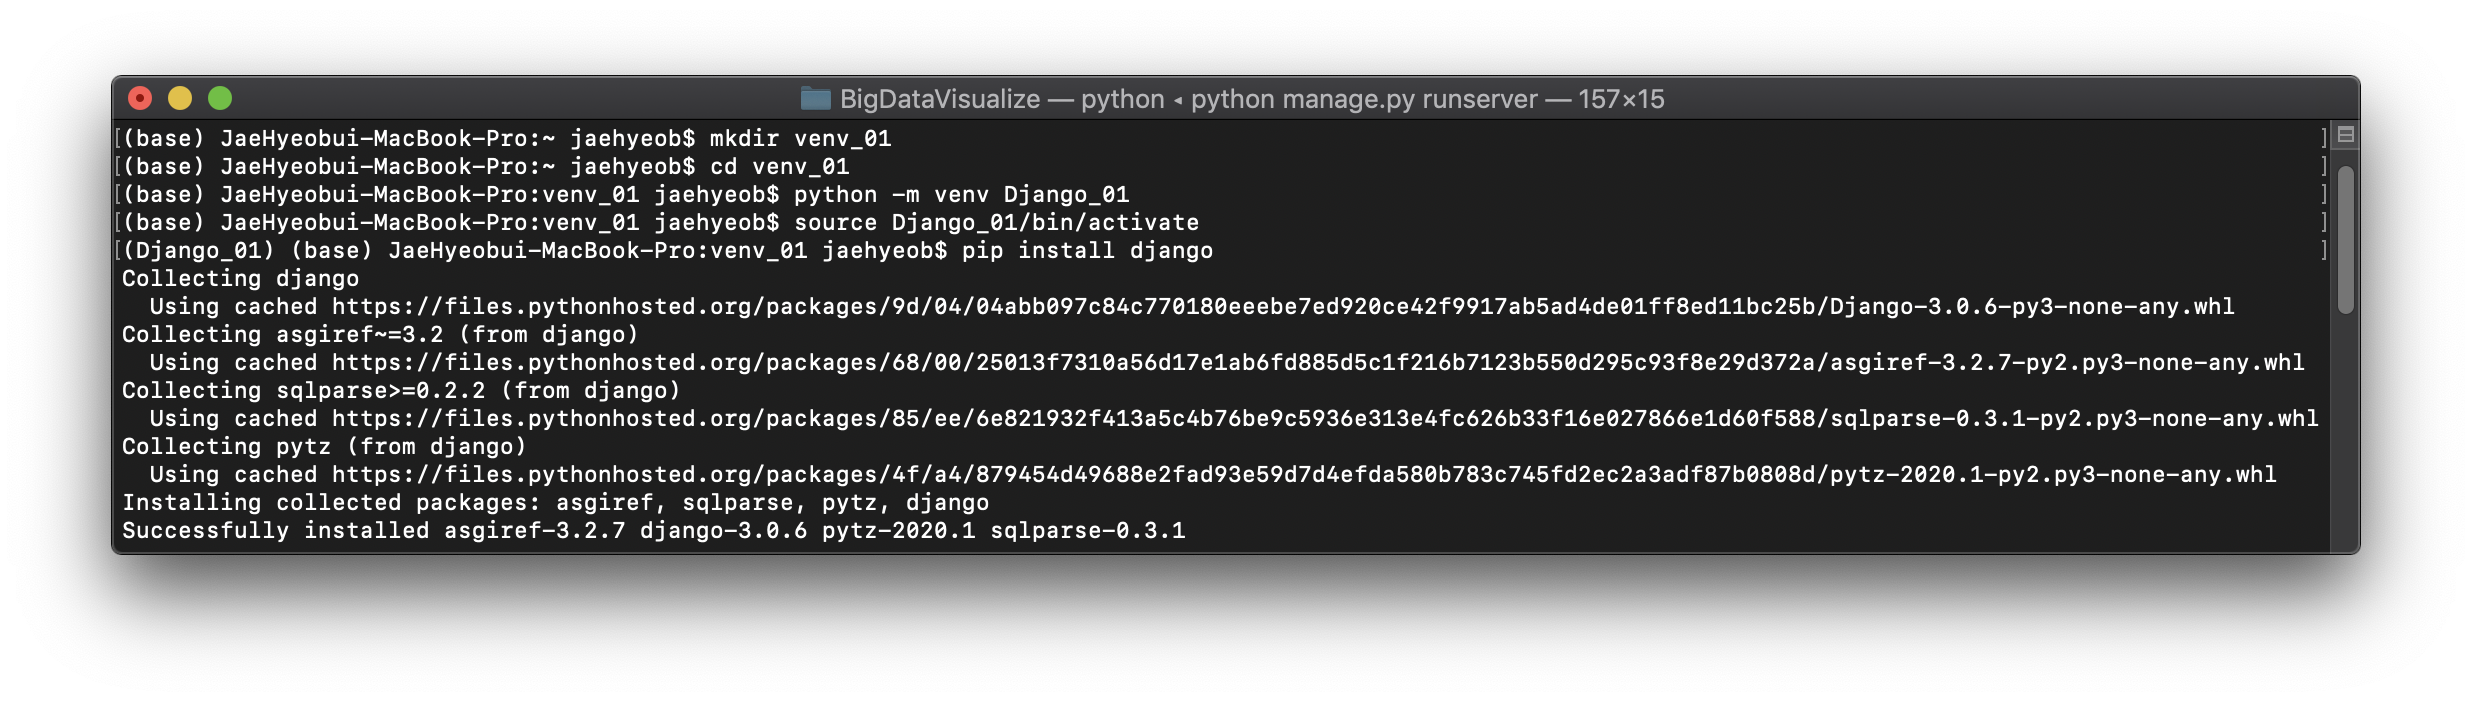 BigDataVisualize — python ◂ python manage.py runserver — 157×15
[(base) JaeHyeobui-MacBook-Pro:~ jaehyeob$ mkdir venv_01 ]
[(base) JaeHyeobui-MacBook-Pro:~ jaehyeob$ cd venv_01 ]
[(base) JaeHyeobui-MacBook-Pro:venv_01 jaehyeob$ python -m venv Django_01 ]
[(base) JaeHyeobui-MacBook-Pro:venv_01 jaehyeob$ source Django_01/bin/activate ]
[(Django_01) (base) JaeHyeobui-MacBook-Pro:venv_01 jaehyeob$ pip install django ]
Collecting django
  Using cached https://files.pythonhosted.org/packages/9d/04/04abb097c84c770180eeebe7ed920ce42f9917ab5ad4de01ff8ed11bc25b/Django-3.0.6-py3-none-any.whl
Collecting asgiref~=3.2 (from django)
  Using cached https://files.pythonhosted.org/packages/68/00/25013f7310a56d17e1ab6fd885d5c1f216b7123b550d295c93f8e29d372a/asgiref-3.2.7-py2.py3-none-any.whl
Collecting sqlparse>=0.2.2 (from django)
  Using cached https://files.pythonhosted.org/packages/85/ee/6e821932f413a5c4b76be9c5936e313e4fc626b33f16e027866e1d60f588/sqlparse-0.3.1-py2.py3-none-any.whl
Collecting pytz (from django)
  Using cached https://files.pythonhosted.org/packages/4f/a4/879454d49688e2fad93e59d7d4efda580b783c745fd2ec2a3adf87b0808d/pytz-2020.1-py2.py3-none-any.whl
Installing collected packages: asgiref, sqlparse, pytz, django
Successfully installed asgiref-3.2.7 django-3.0.6 pytz-2020.1 sqlparse-0.3.1